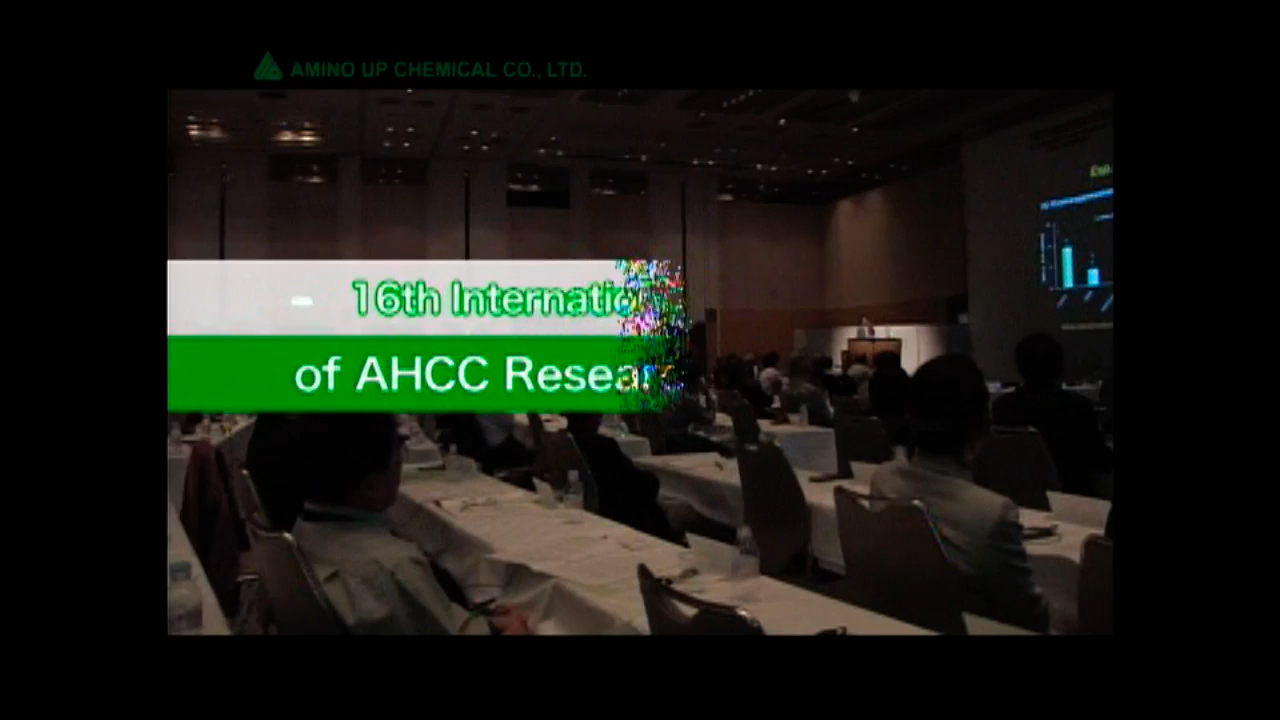 AMINO UP CHEMICAL CO., LTD.
16th Internatio
of AHCC Resear